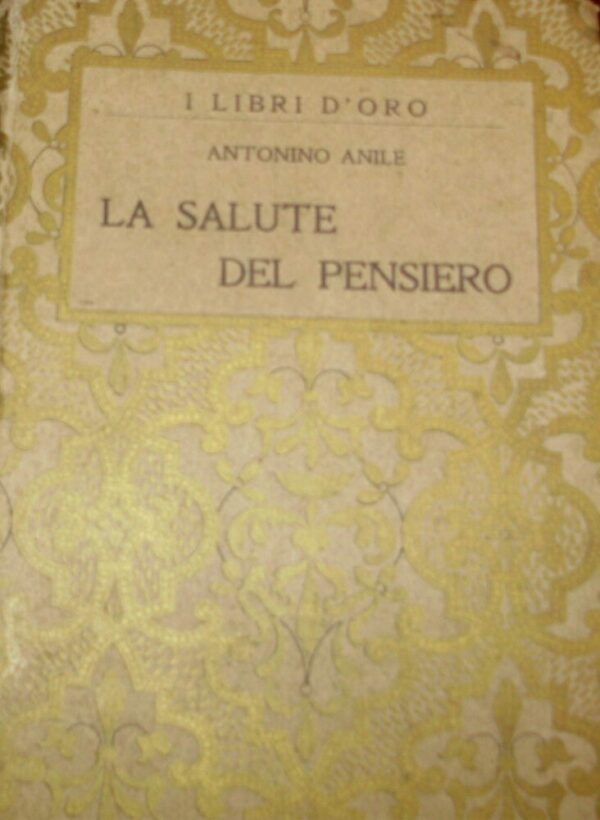 I LIBRI D'ORO
ANTONINO ANILE
LA SALUTE
DEL PENSIERO